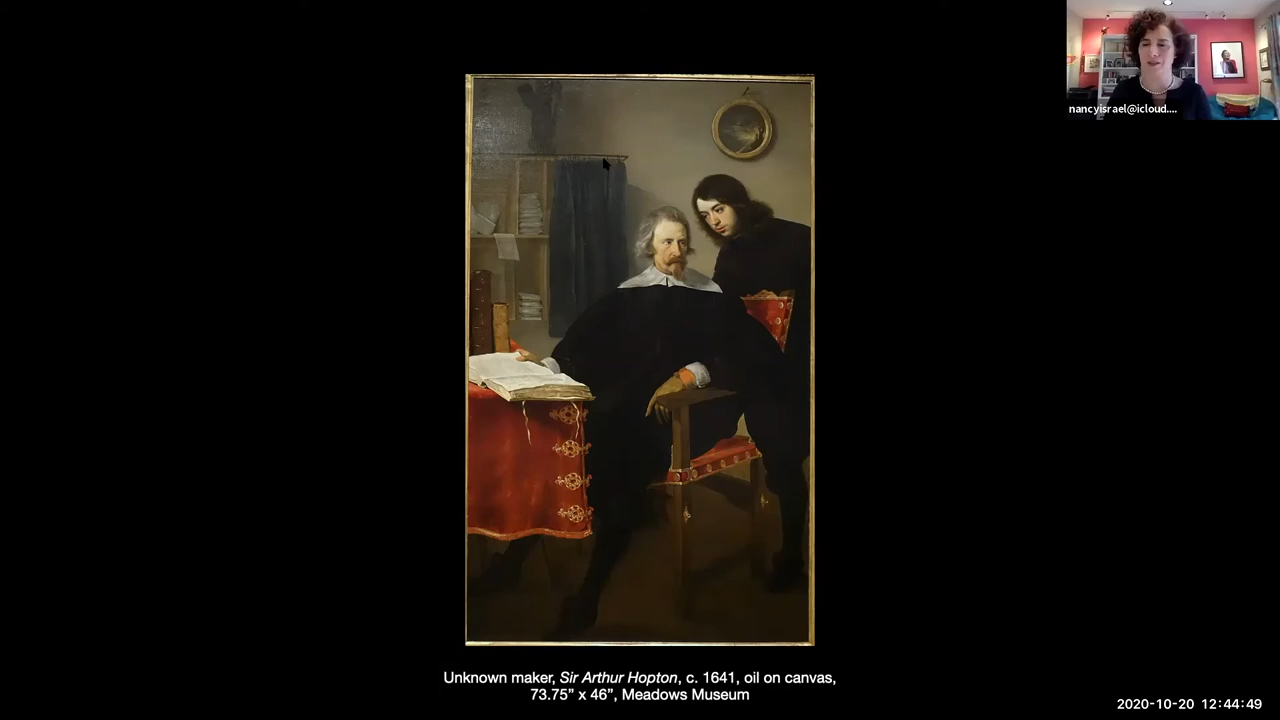 nancyisrael@icloud....
Unknown maker, Sir Arthur Hopton, c. 1641, oil on canvas,
73.75” x 46”, Meadows Museum
2020-10-20 12:44:49